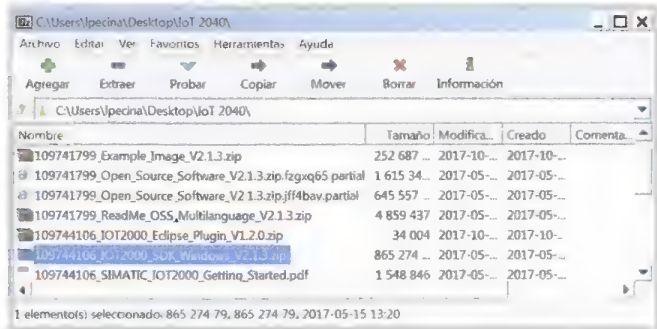 C:\Users\lpecina\Desktop\IoT 2040\
Archivo Editar Ver Favoritos Herramientas Ayuda
Agregar Extraer Probar Copiar Mover Borrar Información
C:\Users\lpecina\Desktop\IoT 2040\
Nombre Tamaño Modifica... Creado Comenta...
109741799_Example_Image_V2.1.3.zip 252 687 ... 2017-10-... 2017-10-...
109741799_Open_Source_Software_V2.1.3.zip.fzgxq65.partial 1 615 34... 2017-05-... 2017-05-...
109741799_Open_Source_Software_V2.1.3.zip.jff4bav.partial 645 557 ... 2017-05-... 2017-05-...
109741799_ReadMe_OSS_Multilanguage_V2.1.3.zip 4 859 437 2017-05-... 2017-05-...
109744106_IOT2000_Eclipse_Plugin_V1.2.0.zip 34 004 2017-10-... 2017-10-...
109744106_IOT2000_SDK_Windows_V2.1.3.zip 865 274 ... 2017-05-... 2017-05-...
109744106_SIMATIC_IOT2000_Getting_Started.pdf 1 548 846 2017-05-... 2017-05-...
1 elemento(s) seleccionado: 865 274 79, 865 274 79, 2017-05-15 13:20